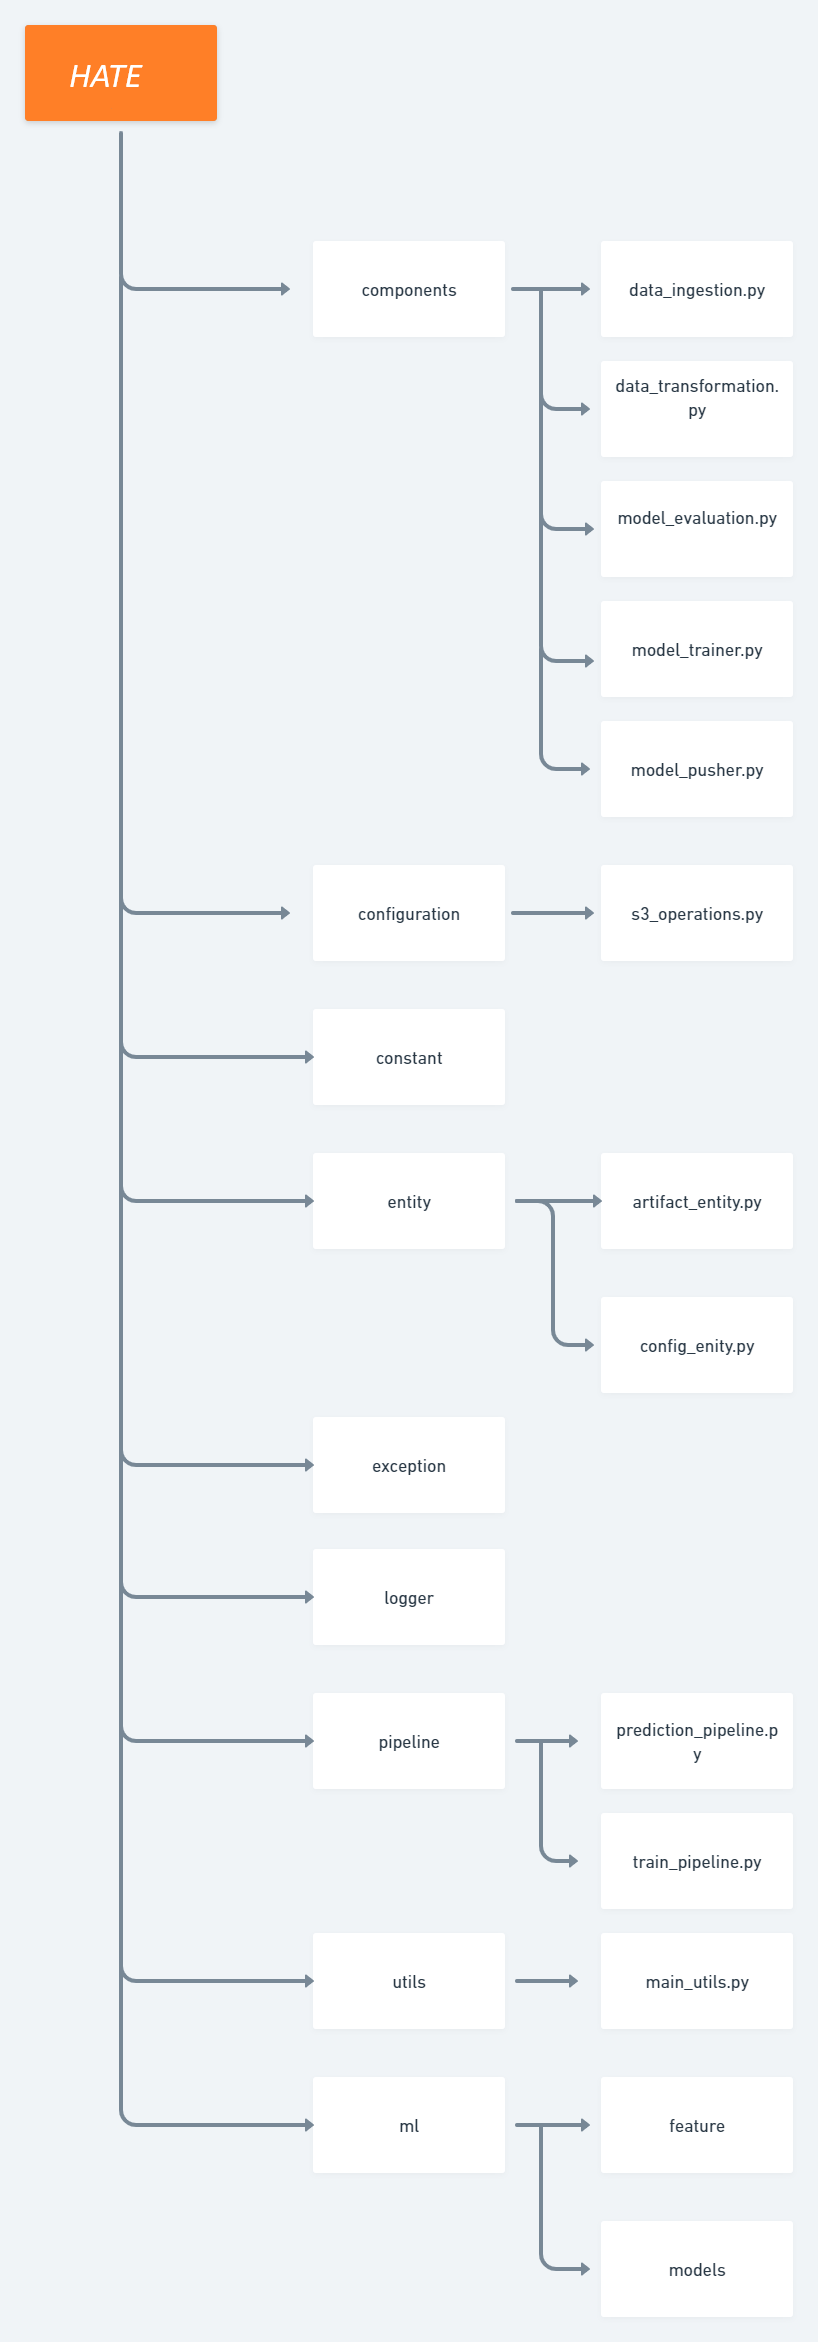 HATE
components
data_ingestion.py
data_transformation.
py
model_evaluation.py
model_trainer.py
model_pusher.py
configuration
s3_operations.py
constant
entity
artifact_entity.py
config_enity.py
exception
logger
pipeline
prediction_pipeline.p
y
train_pipeline.py
utils
main_utils.py
ml
feature
models